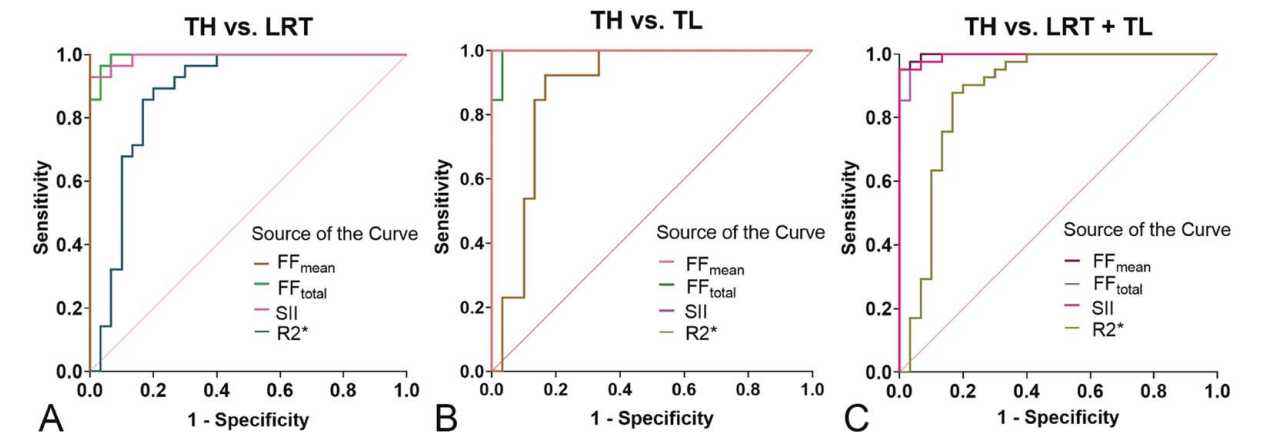 TH vs. LRT
1.0
0.8
0.6
0.4
0.2
0.0
Sensitivity
Source of the Curve
FFmean
FFtotal
SII
R2*
0.0 0.2 0.4 0.6 0.8 1.0
1 - Specificity
A
TH vs. TL
1.0
0.8
0.6
0.4
0.2
0.0
Sensitivity
Source of the Curve
FFmean
FFtotal
SII
R2*
0.0 0.2 0.4 0.6 0.8 1.0
1 - Specificity
B
TH vs. LRT + TL
1.0
0.8
0.6
0.4
0.2
0.0
Sensitivity
Source of the Curve
FFmean
FFtotal
SII
R2*
0.0 0.2 0.4 0.6 0.8 1.0
1 - Specificity
C